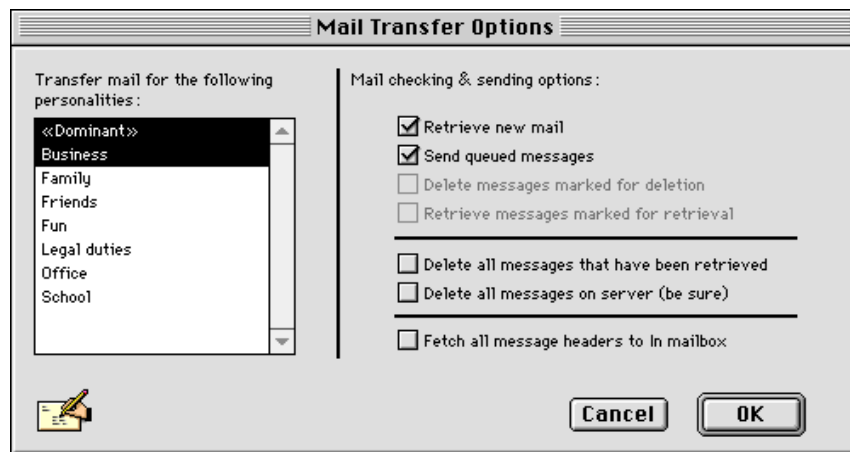 Mail Transfer Options
Transfer mail for the following
personalities:
«Dominant»
Business
Family
Friends
Fun
Legal duties
Office
School
Mail checking & sending options:
Retrieve new mail
Send queued messages
Delete messages marked for deletion
Retrieve messages marked for retrieval
Delete all messages that have been retrieved
Delete all messages on server (be sure)
Fetch all message headers to In mailbox
Cancel
OK